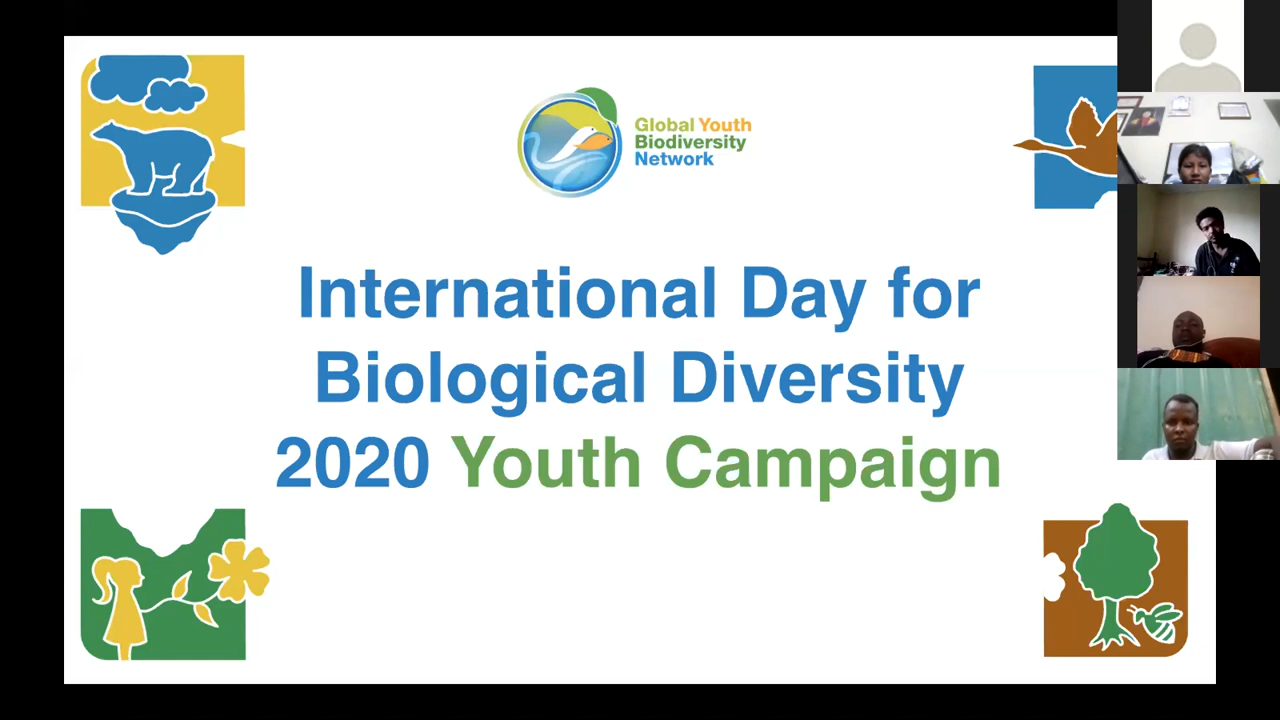 Global Youth
Biodiversity
Network
International Day for
Biological Diversity
2020 Youth Campaign